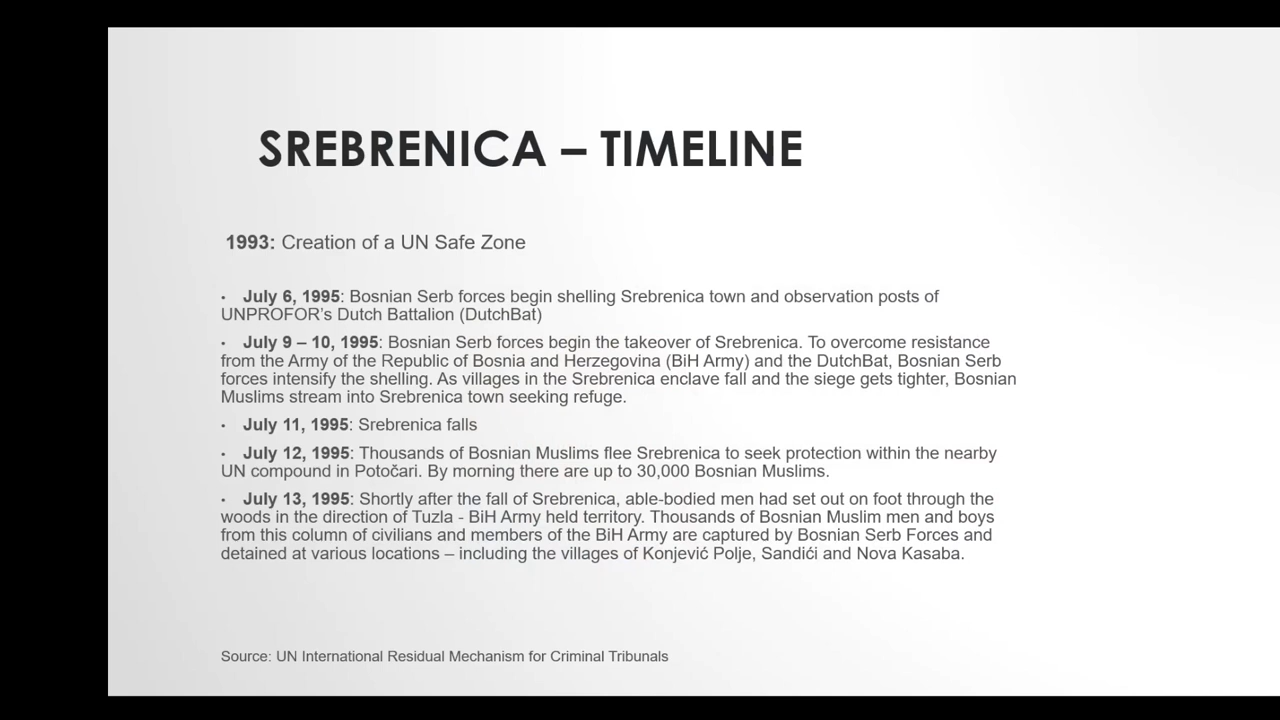 SREBRENICA – TIMELINE
1993: Creation of a UN Safe Zone
• July 6, 1995: Bosnian Serb forces begin shelling Srebrenica town and observation posts of
UNPROFOR's Dutch Battalion (DutchBat)
• July 9 – 10, 1995: Bosnian Serb forces begin the takeover of Srebrenica. To overcome resistance
from the Army of the Republic of Bosnia and Herzegovina (BiH Army) and the DutchBat, Bosnian Serb
forces intensify the shelling. As villages in the Srebrenica enclave fall and the siege gets tighter, Bosnian
Muslims stream into Srebrenica town seeking refuge.
• July 11, 1995: Srebrenica falls
• July 12, 1995: Thousands of Bosnian Muslims flee Srebrenica to seek protection within the nearby
UN compound in Potočari. By morning there are up to 30,000 Bosnian Muslims.
• July 13, 1995: Shortly after the fall of Srebrenica, able-bodied men had set out on foot through the
woods in the direction of Tuzla - BiH Army held territory. Thousands of Bosnian Muslim men and boys
from this column of civilians and members of the BiH Army are captured by Bosnian Serb Forces and
detained at various locations – including the villages of Konjević Polje, Sandići and Nova Kasaba.
Source: UN International Residual Mechanism for Criminal Tribunals